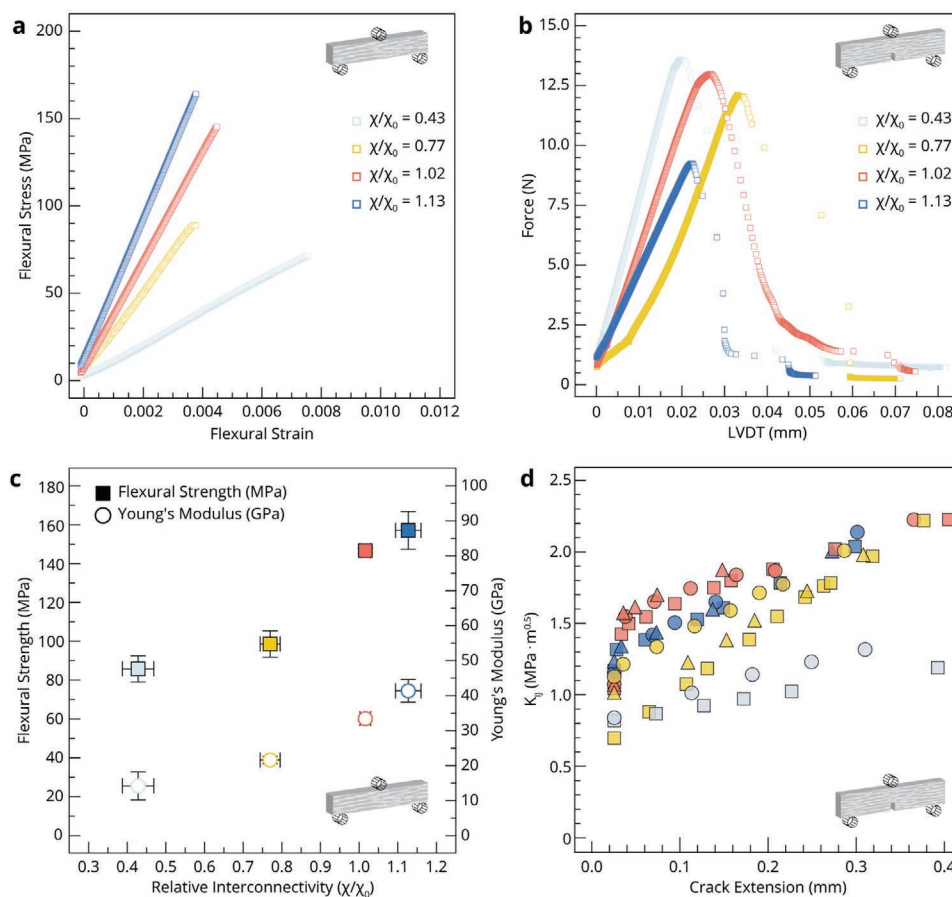 a
200
150
100
50
0
Flexural Stress (MPa)
χ/χ₀ = 0.43
χ/χ₀ = 0.77
χ/χ₀ = 1.02
χ/χ₀ = 1.13
0 0.002 0.004 0.006 0.008 0.010 0.012
Flexural Strain
b
15.0
12.5
10.0
7.5
5.0
2.5
0
Force (N)
χ/χ₀ = 0.43
χ/χ₀ = 0.77
χ/χ₀ = 1.02
χ/χ₀ = 1.13
0 0.01 0.02 0.03 0.04 0.05 0.06 0.07 0.08
LVDT (mm)
c
Flexural Strength (MPa)
Young's Modulus (GPa)
180
160
140
120
100
80
60
40
20
0
Flexural Strength (MPa)
100
90
80
70
60
50
40
30
20
10
0
Young's Modulus (GPa)
0.3 0.4 0.5 0.6 0.7 0.8 0.9 1.0 1.1 1.2
Relative Interconnectivity (χ/χ₀)
d
2.5
2.0
1.5
1.0
0.5
0
K_IJ (MPa · m^0.5)
0.0 0.1 0.2 0.3 0.4
Crack Extension (mm)